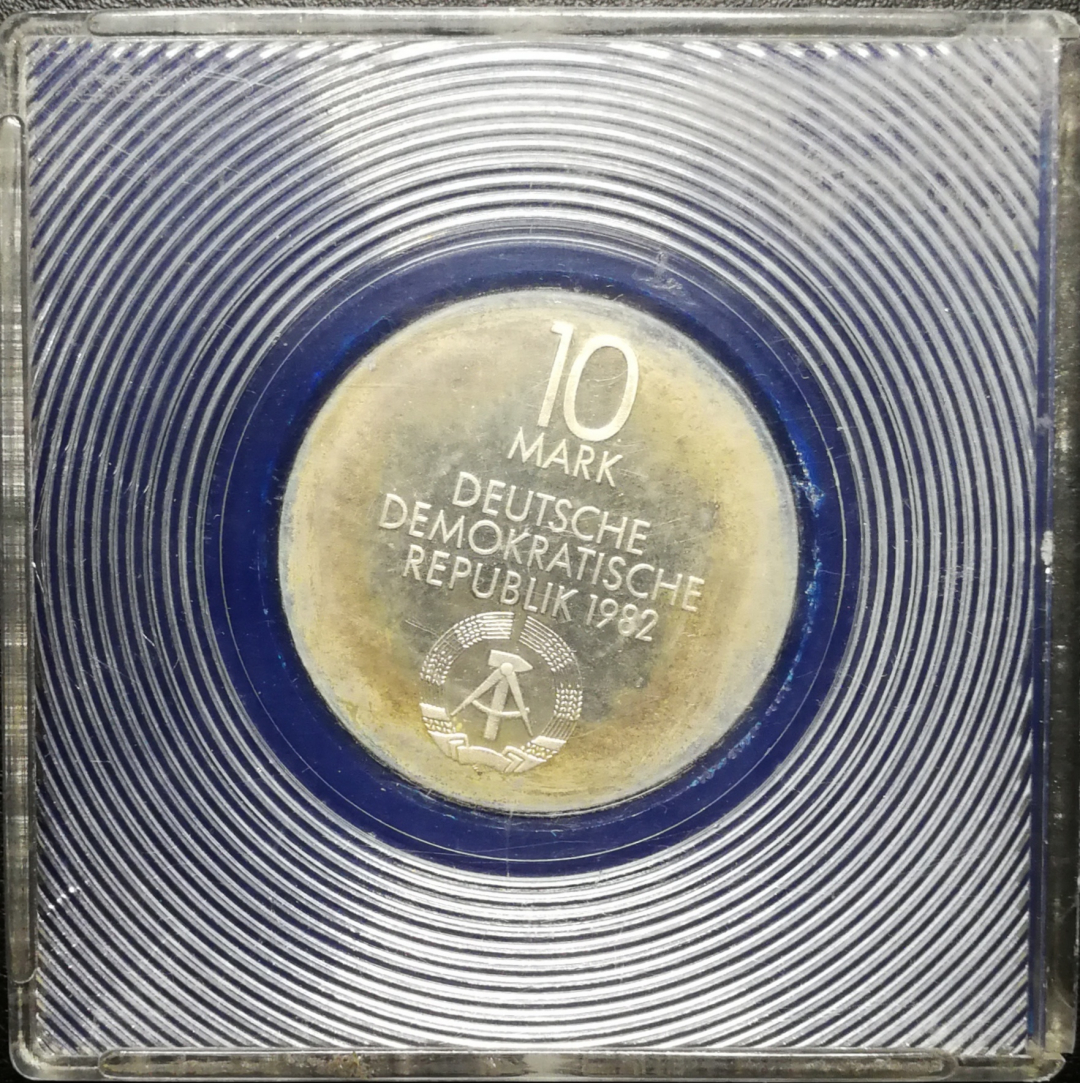 10
MARK
DEUTSCHE
DEMOKRATISCHE
REPUBLIK 1982